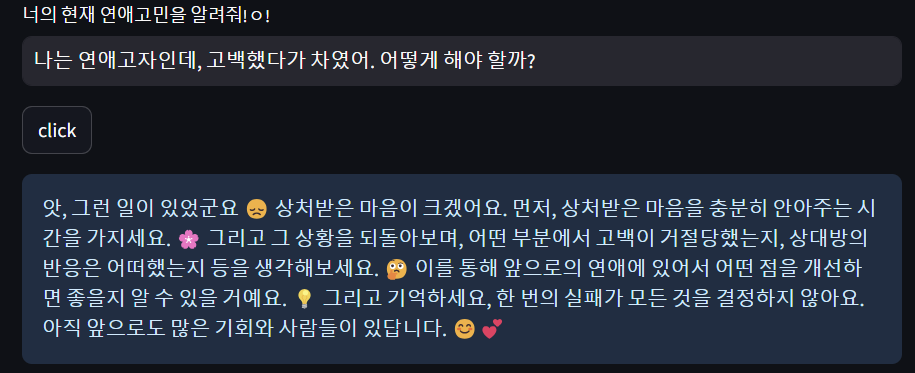 너의 현재 연애고민을 알려줘!ㅇ!
나는 연애고자인데, 고백했다가 차였어. 어떻게 해야 할까?
click
앗, 그런 일이 있었군요 😞 상처받은 마음이 크겠어요. 먼저, 상처받은 마음을 충분히 안아주는 시
간을 가지세요. 🌸 그리고 그 상황을 되돌아보며, 어떤 부분에서 고백이 거절당했는지, 상대방의
반응은 어떠했는지 등을 생각해보세요. 🤔 이를 통해 앞으로의 연애에 있어서 어떤 점을 개선하
면 좋을지 알 수 있을 거예요. 💡 그리고 기억하세요, 한 번의 실패가 모든 것을 결정하지 않아요.
아직 앞으로도 많은 기회와 사람들이 있답니다. 😊 💕